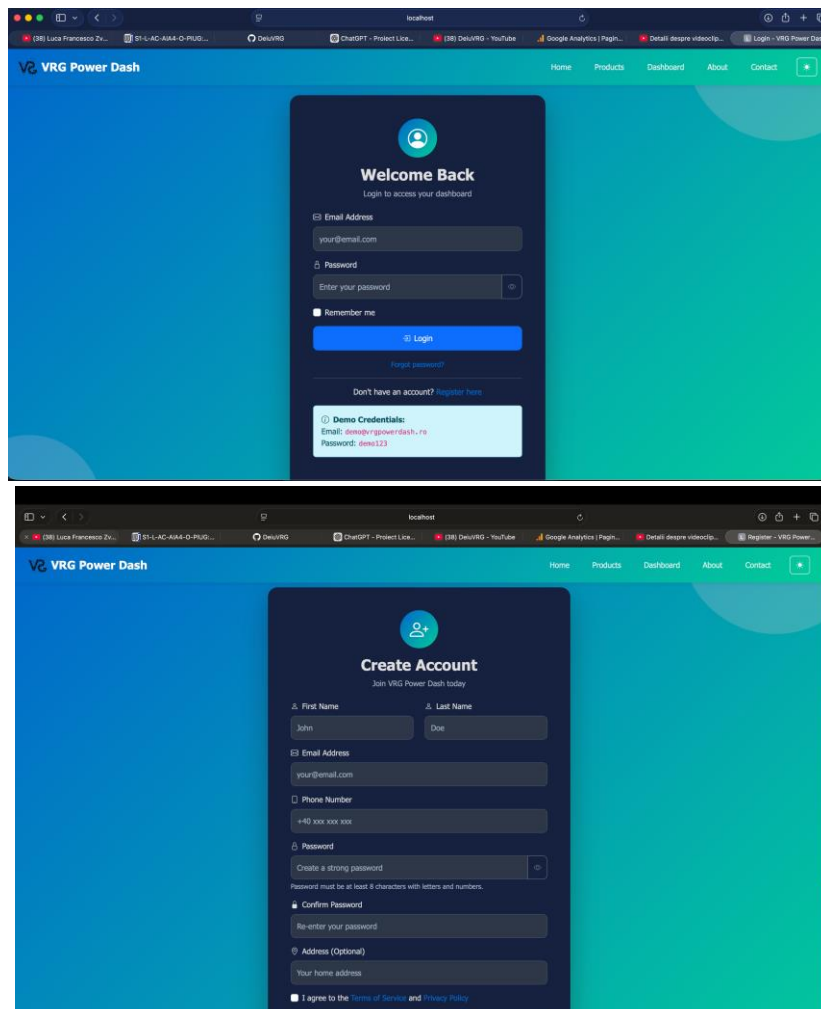 localhost
(38) Luca Francesco Zv... S1-L-AC-AIA4-O-PIUG:... DeiuVRG ChatGPT - Proiect Lice... (38) DeiuVRG - YouTube Google Analytics | Pagin... Detalii despre videoclip... Login - VRG Power Das
VRG Power Dash Home Products Dashboard About Contact
Welcome Back
Login to access your dashboard
Email Address
your@email.com
Password
Enter your password
Remember me
Login
Forgot password?
Don't have an account? Register here
Demo Credentials:
Email: demo@vrgpowerdash.ro
Password: demo123
localhost
(38) Luca Francesco Zv... S1-L-AC-AIA4-O-PIUG:... DeiuVRG ChatGPT - Proiect Lice... (38) DeiuVRG - YouTube Google Analytics | Pagin... Detalii despre videoclip... Register - VRG Power...
VRG Power Dash Home Products Dashboard About Contact
Create Account
Join VRG Power Dash today
First Name Last Name
John Doe
Email Address
your@email.com
Phone Number
+40 xxx xxx xxx
Password
Create a strong password
Password must be at least 8 characters with letters and numbers.
Confirm Password
Re-enter your password
Address (Optional)
Your home address
I agree to the Terms of Service and Privacy Policy